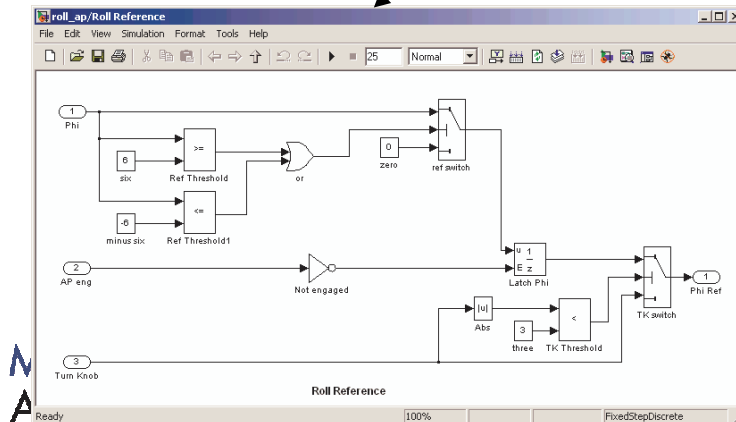 roll_ap/Roll Reference
File Edit View Simulation Format Tools Help
25 Normal
1
Phi
6
six
>=
Ref Threshold
or
0
zero
ref switch
-6
minus six
<=
Ref Threshold1
2
AP eng
Not engaged
u 1
E z
Latch Phi
1
Phi Ref
TK switch
|u|
Abs
3
three
<
TK Threshold
3
Turn Knob
Roll Reference
M
A
Ready 100% FixedStepDiscrete